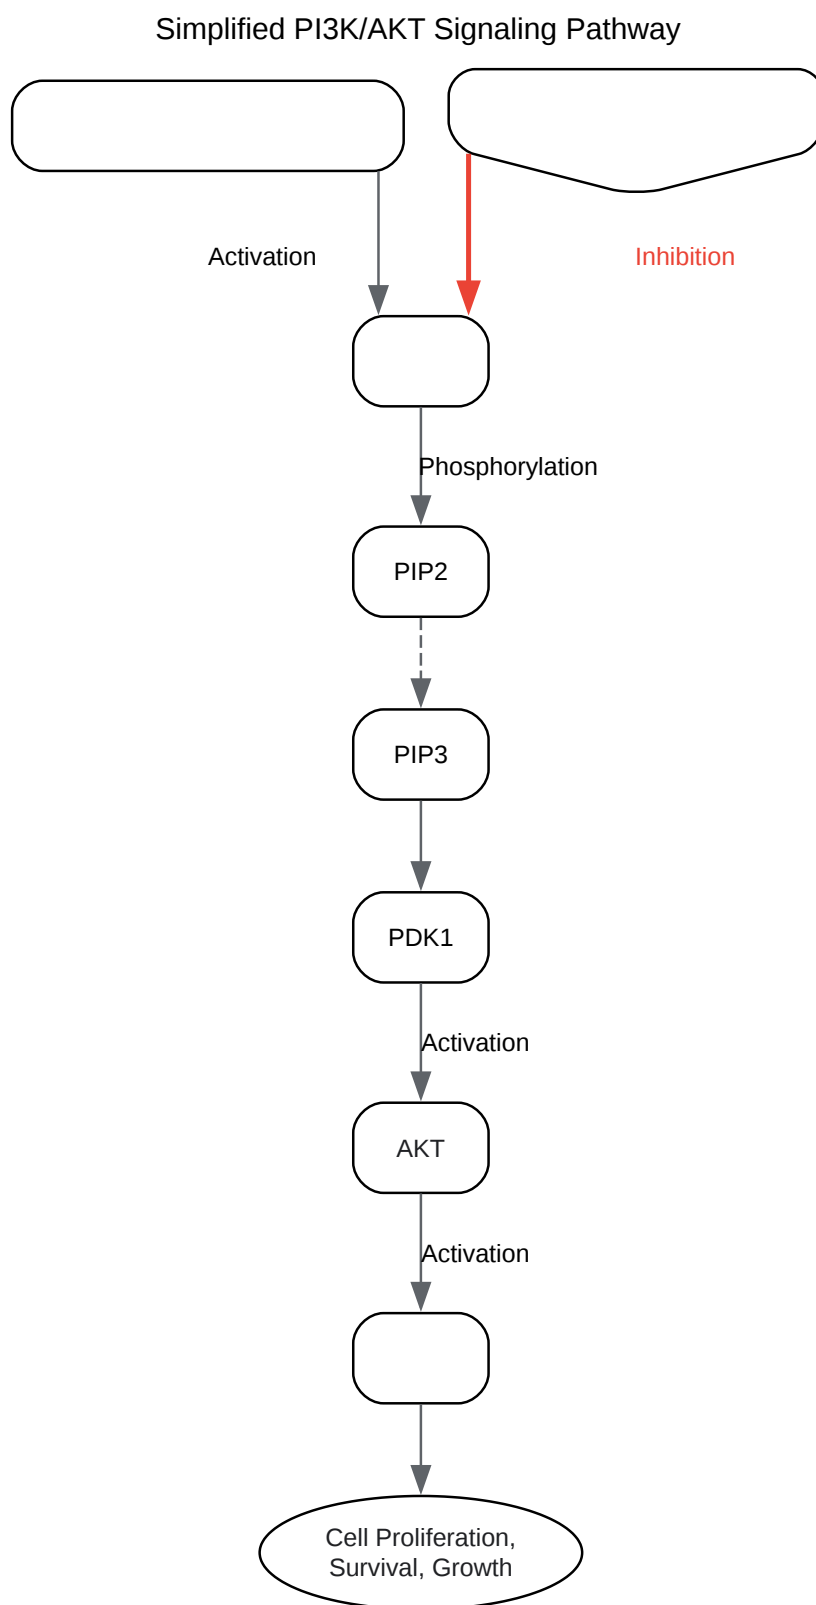 Simplified PI3K/AKT Signaling Pathway
Activation
Inhibition
Phosphorylation
PIP2
PIP3
PDK1
Activation
AKT
Activation
Cell Proliferation,
Survival, Growth